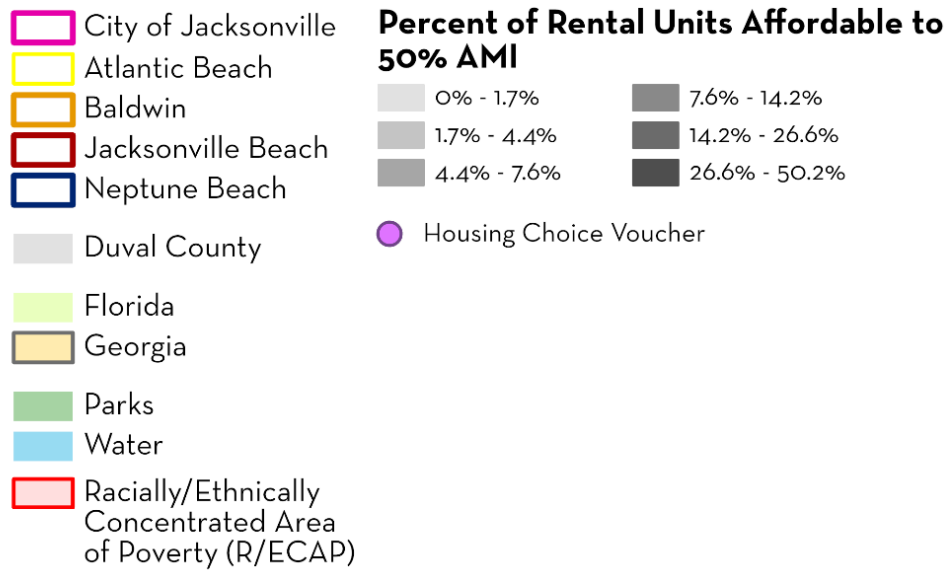 City of Jacksonville
Atlantic Beach
Baldwin
Jacksonville Beach
Neptune Beach
Duval County
Florida
Georgia
Parks
Water
Racially/Ethnically
Concentrated Area
of Poverty (R/ECAP)
Percent of Rental Units Affordable to
50% AMI
0% - 1.7%
1.7% - 4.4%
4.4% - 7.6%
7.6% - 14.2%
14.2% - 26.6%
26.6% - 50.2%
Housing Choice Voucher